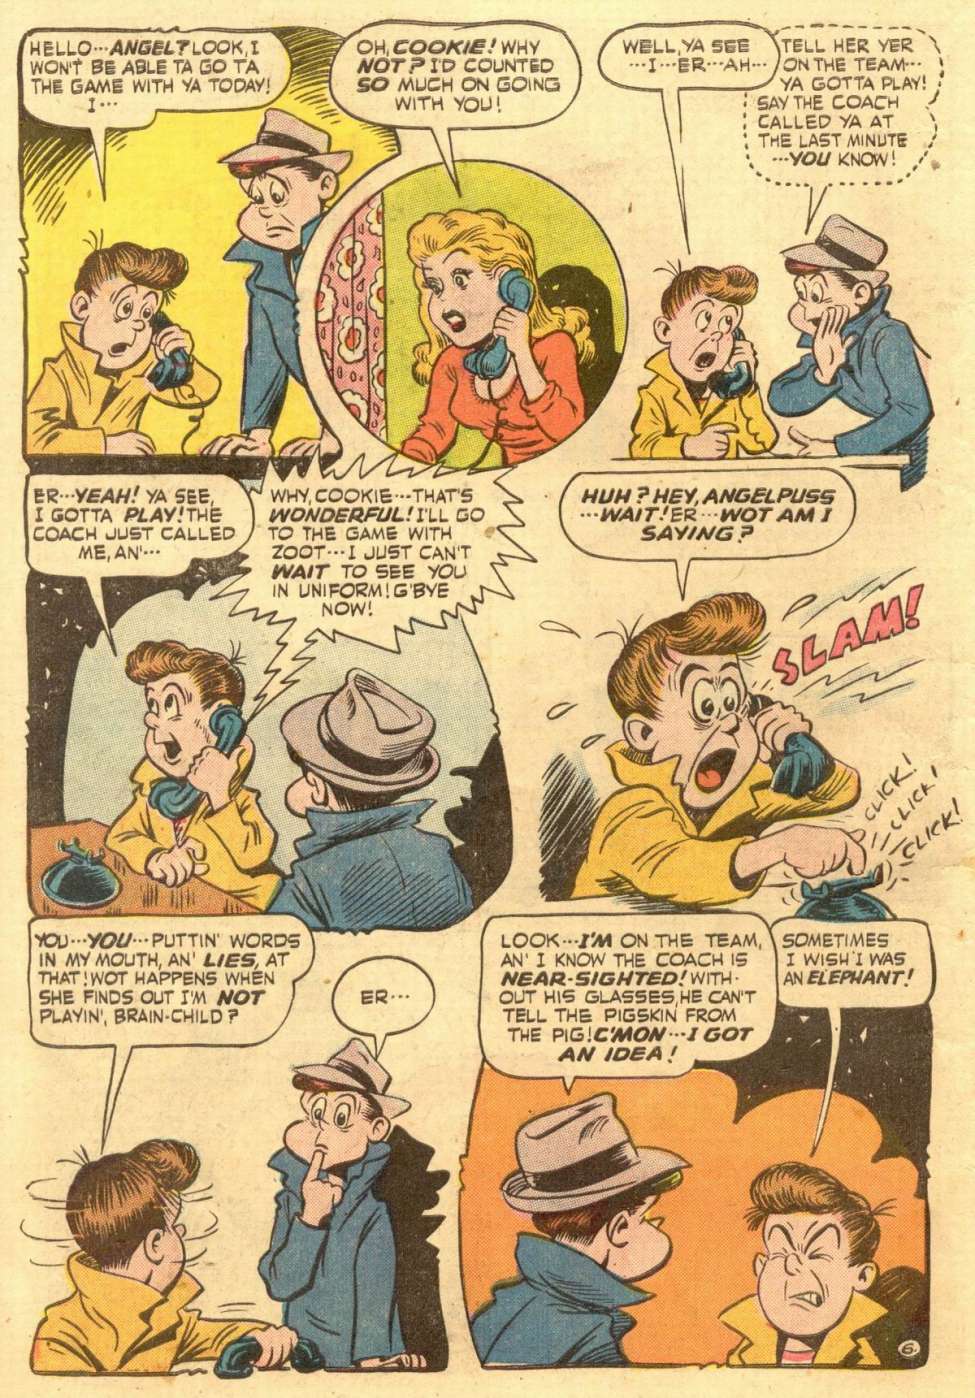 HELLO···ANGEL? LOOK, I
WON'T BE ABLE TA GO TA
THE GAME WITH YA TODAY!
I···
OH, COOKIE! WHY
NOT? I'D COUNTED
SO MUCH ON GOING
WITH YOU!
WELL, YA SEE
···I···ER···AH···
TELL HER YER
ON THE TEAM···
YA GOTTA PLAY!
SAY THE COACH
CALLED YA AT
THE LAST MINUTE
···YOU KNOW!
ER···YEAH! YA SEE,
I GOTTA PLAY! THE
COACH JUST CALLED
ME, AN'···
WHY, COOKIE···THAT'S
WONDERFUL! I'LL GO
TO THE GAME WITH
ZOOT···I JUST CAN'T
WAIT TO SEE YOU
IN UNIFORM! G'BYE
NOW!
HUH? HEY, ANGELPUSS
···WAIT! ER···WOT AM I
SAYING?
SLAM!
CLICK!
CLICK!
CLICK!
YOU···YOU···PUTTIN' WORDS
IN MY MOUTH, AN' LIES, AT
THAT! WOT HAPPENS WHEN
SHE FINDS OUT I'M NOT
PLAYIN', BRAIN-CHILD?
ER···
LOOK···I'M ON THE TEAM,
AN' I KNOW THE COACH IS
NEAR-SIGHTED! WITH-
OUT HIS GLASSES, HE CAN'T
TELL THE PIGSKIN FROM
THE PIG! C'MON···I GOT
AN IDEA!
SOMETIMES
I WISH I WAS
AN ELEPHANT!
5